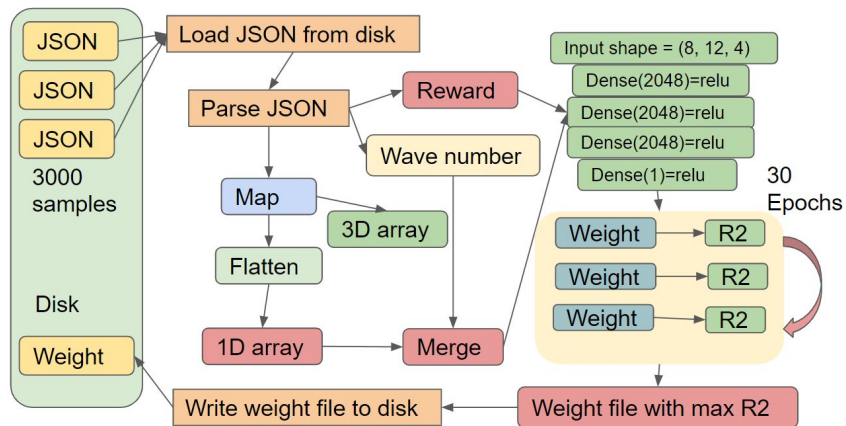 JSON
JSON
JSON
3000
samples
Disk
Weight
Load JSON from disk
Parse JSON
Reward
Wave number
Map
3D array
Flatten
1D array
Merge
Write weight file to disk
Input shape = (8, 12, 4)
Dense(2048)=relu
Dense(2048)=relu
Dense(2048)=relu
Dense(1)=relu
30
Epochs
Weight
R2
Weight
R2
Weight
R2
Weight file with max R2